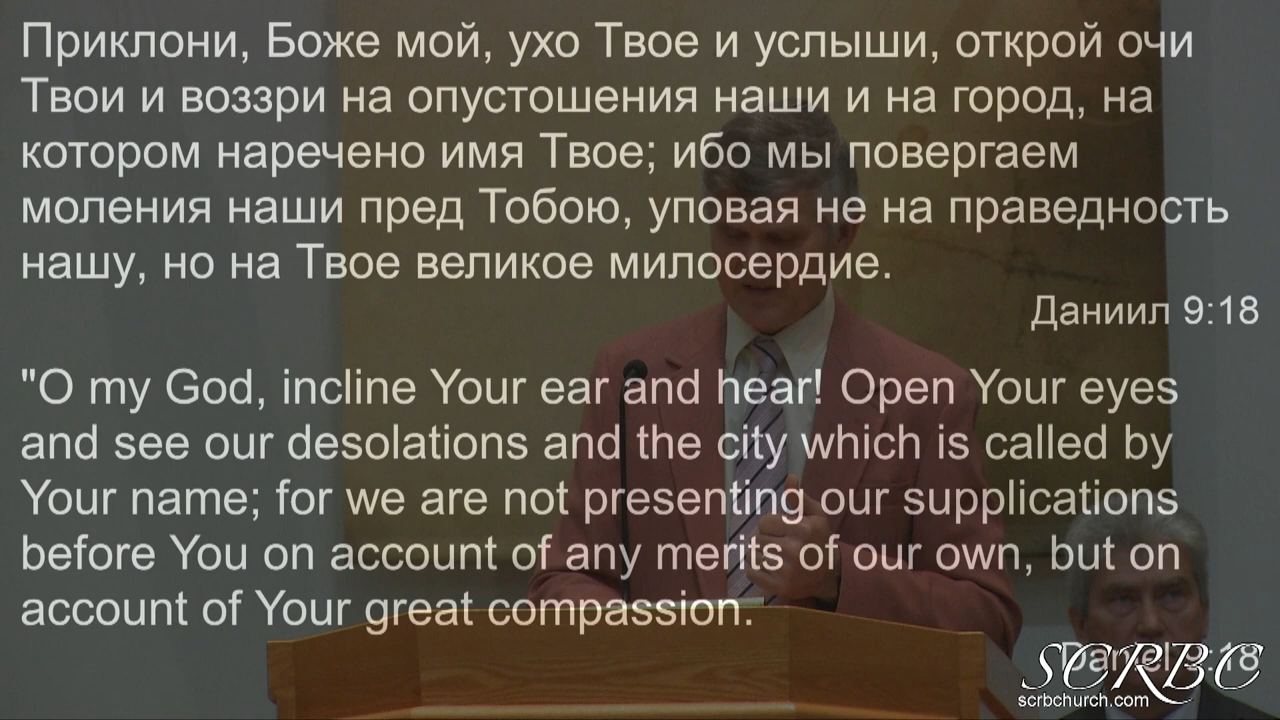 Приклони, Боже мой, ухо Твое и услыши, открой очи
Твои и воззри на опустошения наши и на город, на
котором наречено имя Твое; ибо мы повергаем
моления наши пред Тобою, уповая не на праведность
нашу, но на Твое великое милосердие.
Даниил 9:18
"O my God, incline Your ear and hear! Open Your eyes
and see our desolations and the city which is called by
Your name; for we are not presenting our supplications
before You on account of any merits of our own, but on
account of Your great compassion.
Daniel 9:18
SCRBC
scrbchurch.com